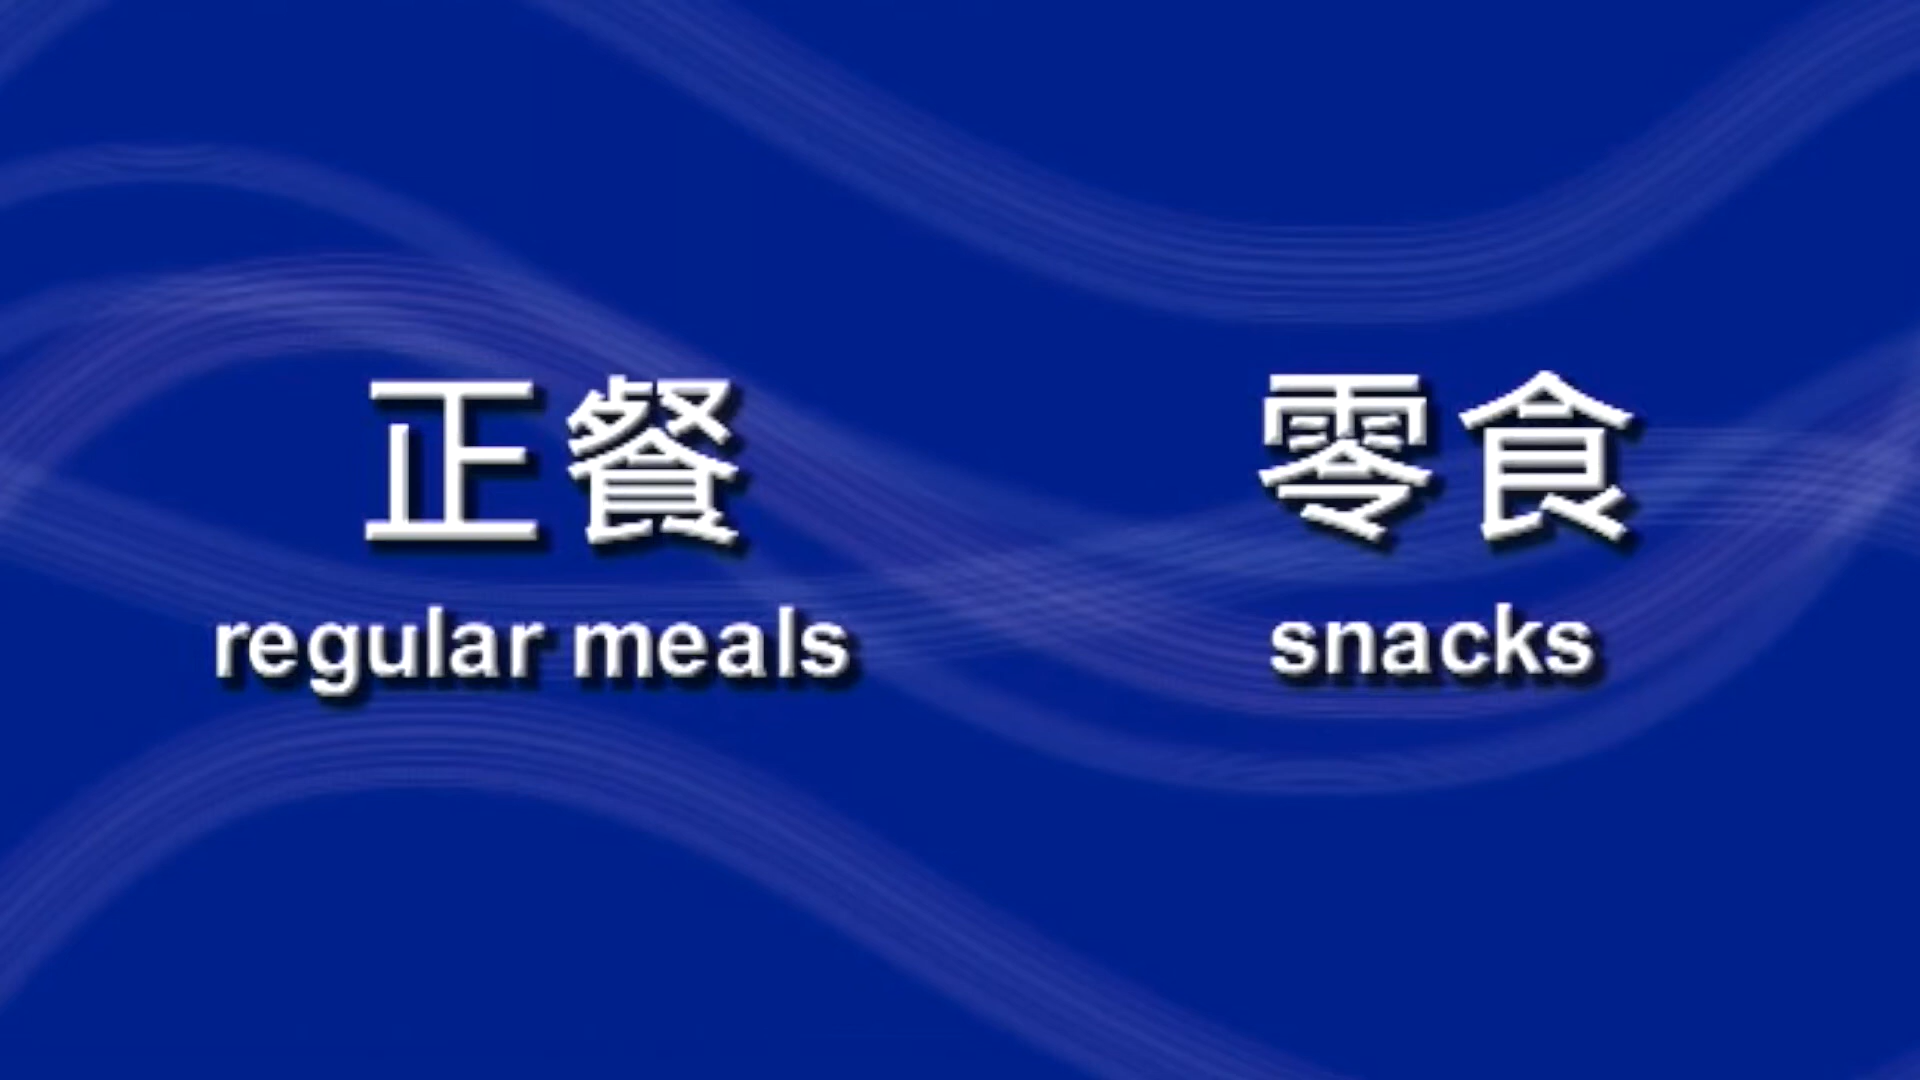 正餐 零食
regular meals snacks